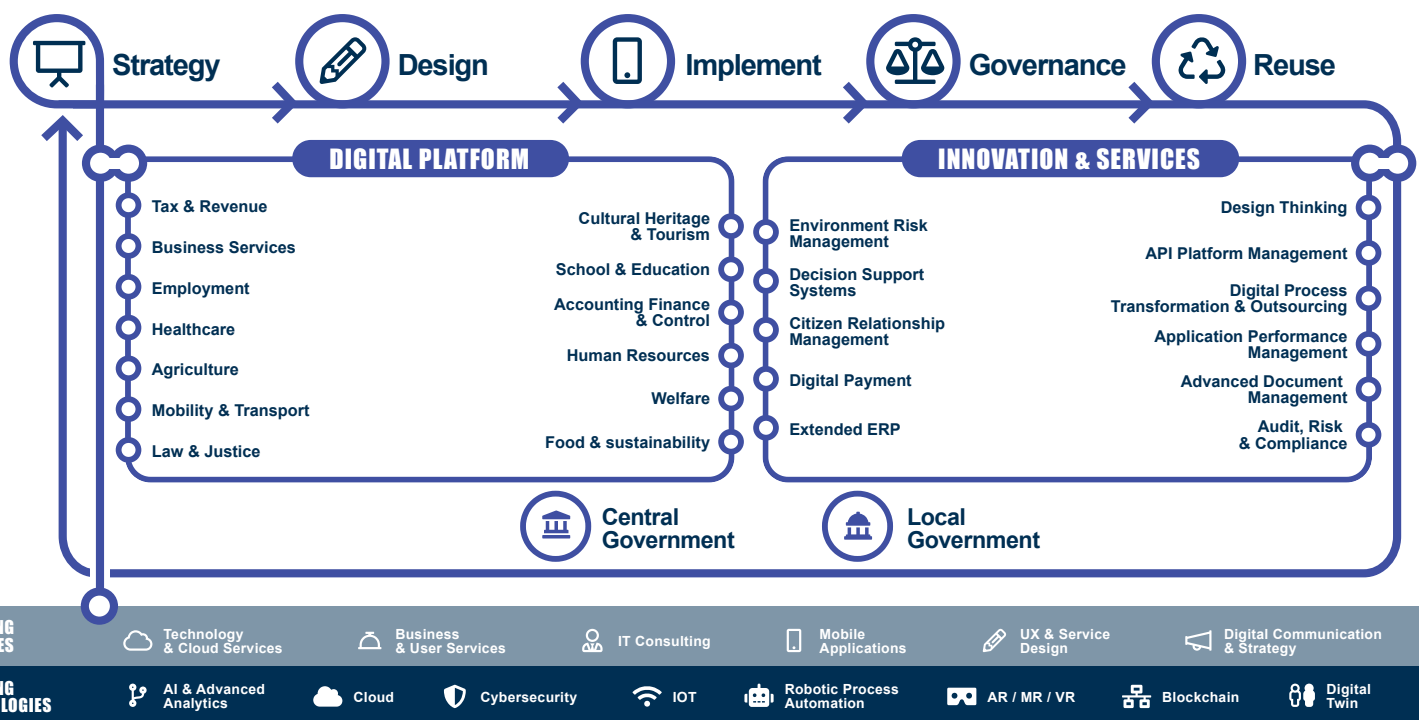 Strategy
Design
Implement
Governance
Reuse
DIGITAL PLATFORM
Tax & Revenue
Business Services
Employment
Healthcare
Agriculture
Mobility & Transport
Law & Justice
Cultural Heritage
& Tourism
School & Education
Accounting Finance
& Control
Human Resources
Welfare
Food & sustainability
INNOVATION & SERVICES
Environment Risk
Management
Decision Support
Systems
Citizen Relationship
Management
Digital Payment
Extended ERP
Design Thinking
API Platform Management
Digital Process
Transformation & Outsourcing
Application Performance
Management
Advanced Document
Management
Audit, Risk
& Compliance
Central
Government
Local
Government
Technology
& Cloud Services
Business
& User Services
IT Consulting
Mobile
Applications
UX & Service
Design
Digital Communication
& Strategy
AI & Advanced
Analytics
Cloud
Cybersecurity
IOT
Robotic Process
Automation
AR / MR / VR
Blockchain
Digital
Twin